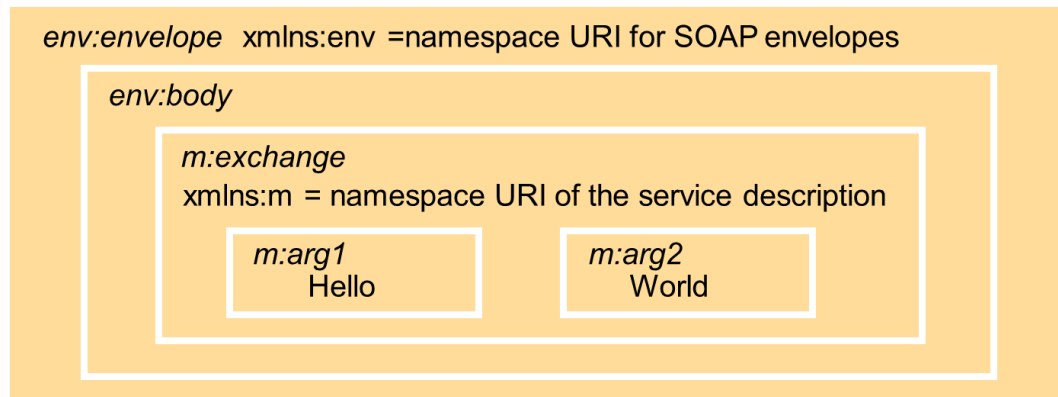 env:envelope xmlns:env =namespace URI for SOAP envelopes
env:body
m:exchange
xmlns:m = namespace URI of the service description
m:arg1 m:arg2
Hello World